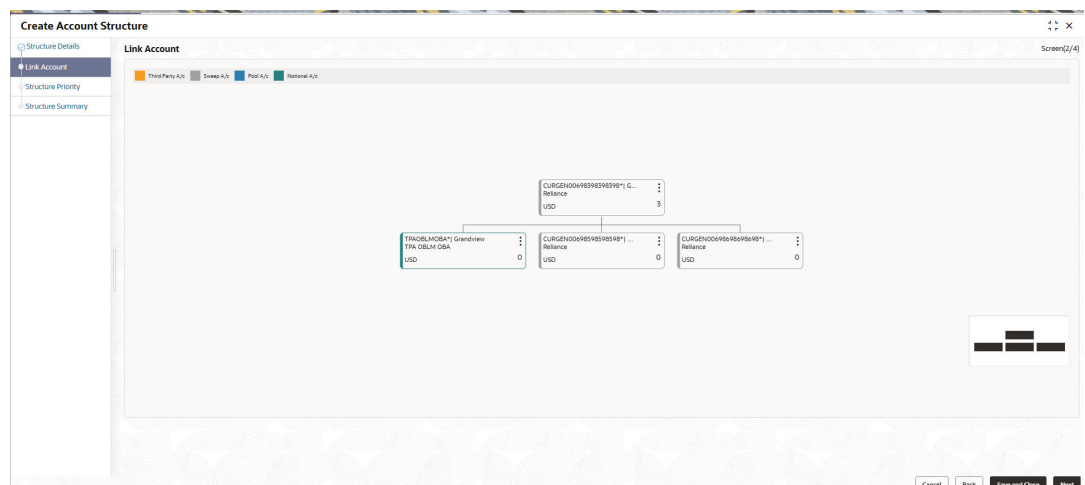 Create Account Structure
Structure Details
Link Account
Structure Priority
Structure Summary
Link Account
Screen(2/4)
Third Party A/c Sweep A/c Pool A/c Notional A/c
CURGEN00698398398398*| G...
Reliance
USD 3
TPAOBLMOBA*| Grandview
TPA OBLM OBA
USD 0
CURGEN00698598598598*| ...
Reliance
USD 0
CURGEN00698698698698*| ...
Reliance
USD 0
Cancel Back Save and Close Next